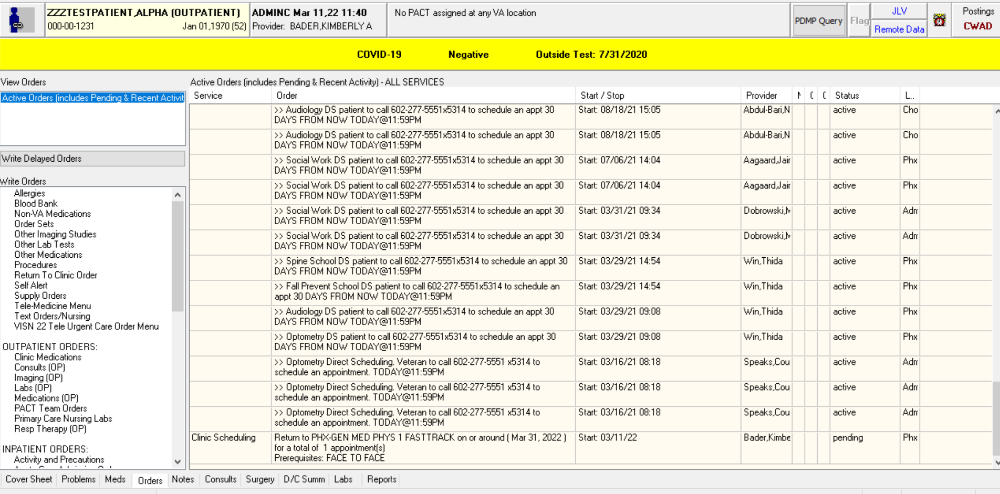 ZZZTESTPATIENT,ALPHA (OUTPATIENT)
000-00-1231 Jan 01,1970 (52)
ADMINC Mar 11,22 11:40
Provider: BADER,KIMBERLY A
No PACT assigned at any VA location
PDMP Query
Flag
JLV
Remote Data
Postings
CWAD
COVID-19 Negative Outside Test: 7/31/2020
View Orders
Active Orders (includes Pending & Recent Activit
Write Delayed Orders
Write Orders
Allergies
Blood Bank
Non-VA Medications
Order Sets
Other Imaging Studies
Other Lab Tests
Other Medications
Procedures
Return To Clinic Order
Self Alert
Supply Orders
Tele-Medicine Menu
Text Orders/Nursing
VISN 22 Tele Urgent Care Order Menu
OUTPATIENT ORDERS:
Clinic Medications
Consults (OP)
Imaging (OP)
Labs (OP)
Medications (OP)
PACT Team Orders
Primary Care Nursing Labs
Resp Therapy (OP)
INPATIENT ORDERS:
Activity and Precautions
Active Orders (includes Pending & Recent Activity) - ALL SERVICES
Service Order Start / Stop Provider Status L..
>> Audiology DS patient to call 602-277-5551x5314 to schedule an appt 30 Start: 08/18/21 15:05 Abdul-Bari,N active Cho
DAYS FROM NOW TODAY@11:59PM
>> Audiology DS patient to call 602-277-5551x5314 to schedule an appt 30 Start: 08/18/21 15:05 Abdul-Bari,N active Cho
DAYS FROM NOW TODAY@11:59PM
>> Social Work DS patient to call 602-277-5551x5314 to schedule an appt 30 Start: 07/06/21 14:04 Aagaard,Jair active Phx
DAYS FROM NOW TODAY@11:59PM
>> Social Work DS patient to call 602-277-5551x5314 to schedule an appt 30 Start: 07/06/21 14:04 Aagaard,Jair active Phx
DAYS FROM NOW TODAY@11:59PM
>> Social Work DS patient to call 602-277-5551x5314 to schedule an appt 30 Start: 03/31/21 09:34 Dobrowski, active Adm
DAYS FROM NOW TODAY@11:59PM
>> Social Work DS patient to call 602-277-5551x5314 to schedule an appt 30 Start: 03/31/21 09:34 Dobrowski, active Adm
DAYS FROM NOW TODAY@11:59PM
>> Spine School DS patient to call 602-277-5551x5314 to schedule an appt 30 Start: 03/29/21 14:54 Win,Thida active Phx
DAYS FROM NOW TODAY@11:59PM
>> Fall Prevent School DS patient to call 602-277-5551x5314 to schedule an Start: 03/29/21 14:54 Win,Thida active Phx
appt 30 DAYS FROM NOW TODAY@11:59PM
>> Audiology DS patient to call 602-277-5551x5314 to schedule an appt 30 Start: 03/29/21 09:08 Win,Thida active Phx
DAYS FROM NOW TODAY@11:59PM
>> Optometry DS patient to call 602-277-5551x5314 to schedule an appt 30 Start: 03/29/21 09:08 Win,Thida active Phx
DAYS FROM NOW TODAY@11:59PM
>> Optometry Direct Scheduling. Veteran to call 602-277-5551 x5314 to Start: 03/16/21 08:18 Speaks,Cou active Adm
schedule an appointment. TODAY@11:59PM
>> Optometry Direct Scheduling. Veteran to call 602-277-5551 x5314 to Start: 03/16/21 08:18 Speaks,Cou active Adm
schedule an appointment. TODAY@11:59PM
>> Optometry Direct Scheduling. Veteran to call 602-277-5551 x5314 to Start: 03/16/21 08:18 Speaks,Cou active Adm
schedule an appointment. TODAY@11:59PM
Clinic Scheduling Return to PHX-GEN MED PHYS 1 FASTTRACK on or around ( Mar 31, 2022 ) Start: 03/11/22 Bader,Kimbe pending Phx
for a total of 1 appointment(s)
Prerequisites: FACE TO FACE
Cover Sheet Problems Meds Orders Notes Consults Surgery D/C Summ Labs Reports